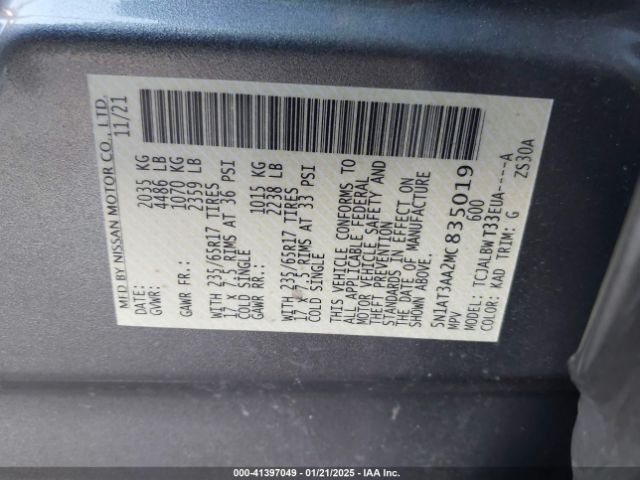 MFD BY NISSAN MOTOR CO., LTD.
DATE: 11/21
GVWR: 2035 KG
4486 LB
GAWR FR.: 1070 KG
2359 LB
WITH 235/65R17 TIRES
17 x 7.5 RIMS AT 36 PSI
COLD SINGLE
GAWR RR.: 1015 KG
2238 LB
WITH 235/65R17 TIRES
17 7.5 RIMS AT 33 PSI
COLD SINGLE
THIS VEHICLE CONFORMS TO
ALL APPLICABLE FEDERAL
MOTOR VEHICLE SAFETY AND
THEFT PREVENTION
STANDARDS IN EFFECT ON
THE DATE OF MANUFACTURE
SHOWN ABOVE.
5N1AT3AA2MC835019
MPV 600
MODEL: TCJALBWT33EUA----A
COLOR: KAD TRIM: G ZS30A
00-41397049 | 01/21/2025 | IAA Inc.